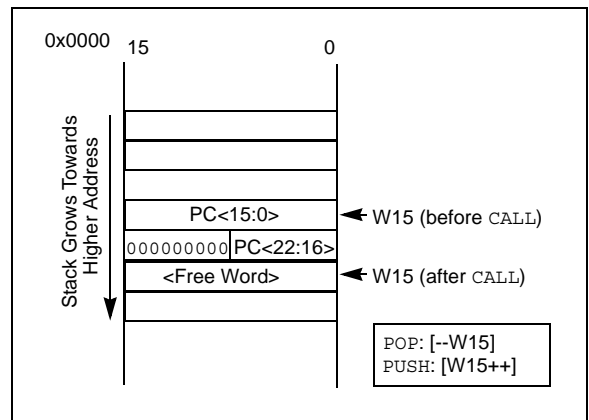 0x0000
15 0
Stack Grows Towards
Higher Address
PC<15:0>
W15 (before CALL)
000000000 PC<22:16>
<Free Word>
W15 (after CALL)
POP: [--W15]
PUSH: [W15++]